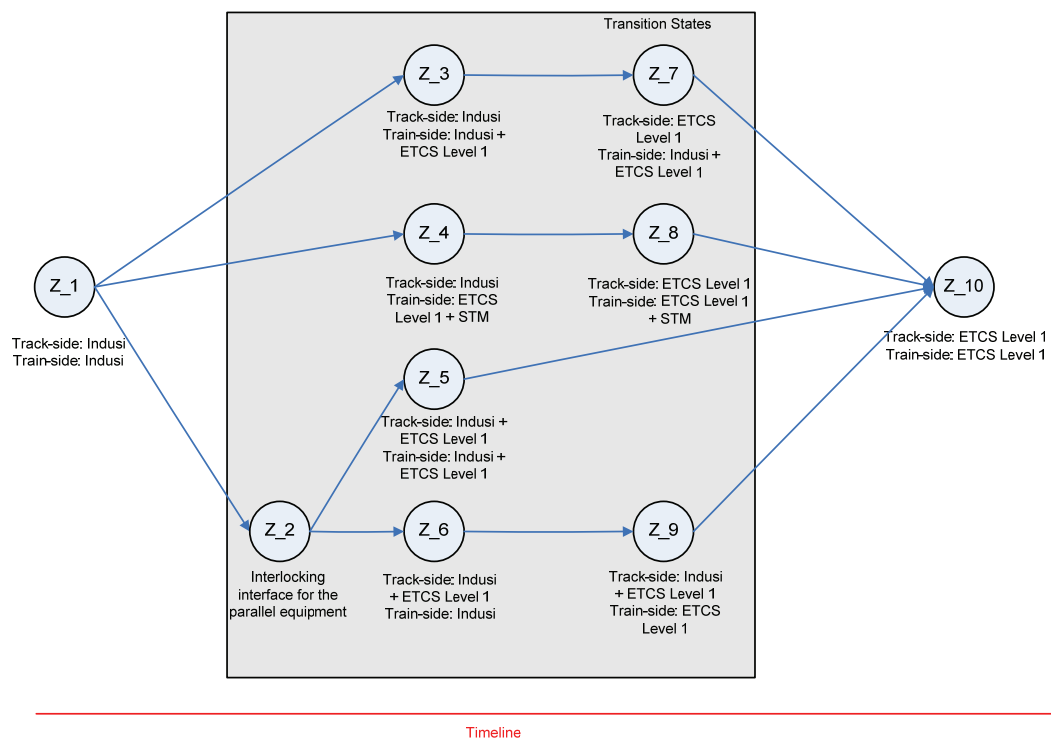 Transition States
Z_3
Track-side: Indusi
Train-side: Indusi +
ETCS Level 1
Z_7
Track-side: ETCS
Level 1
Train-side: Indusi +
ETCS Level 1
Z_4
Track-side: Indusi
Train-side: ETCS
Level 1 + STM
Z_8
Track-side: ETCS Level 1
Train-side: ETCS Level 1
+ STM
Z_1
Track-side: Indusi
Train-side: Indusi
Z_10
Track-side: ETCS Level 1
Train-side: ETCS Level 1
Z_5
Track-side: Indusi +
ETCS Level 1
Train-side: Indusi +
ETCS Level 1
Z_2
Interlocking
interface for the
parallel equipment
Z_6
Track-side: Indusi
+ ETCS Level 1
Train-side: Indusi
Z_9
Track-side: Indusi
+ ETCS Level 1
Train-side: ETCS
Level 1
Timeline